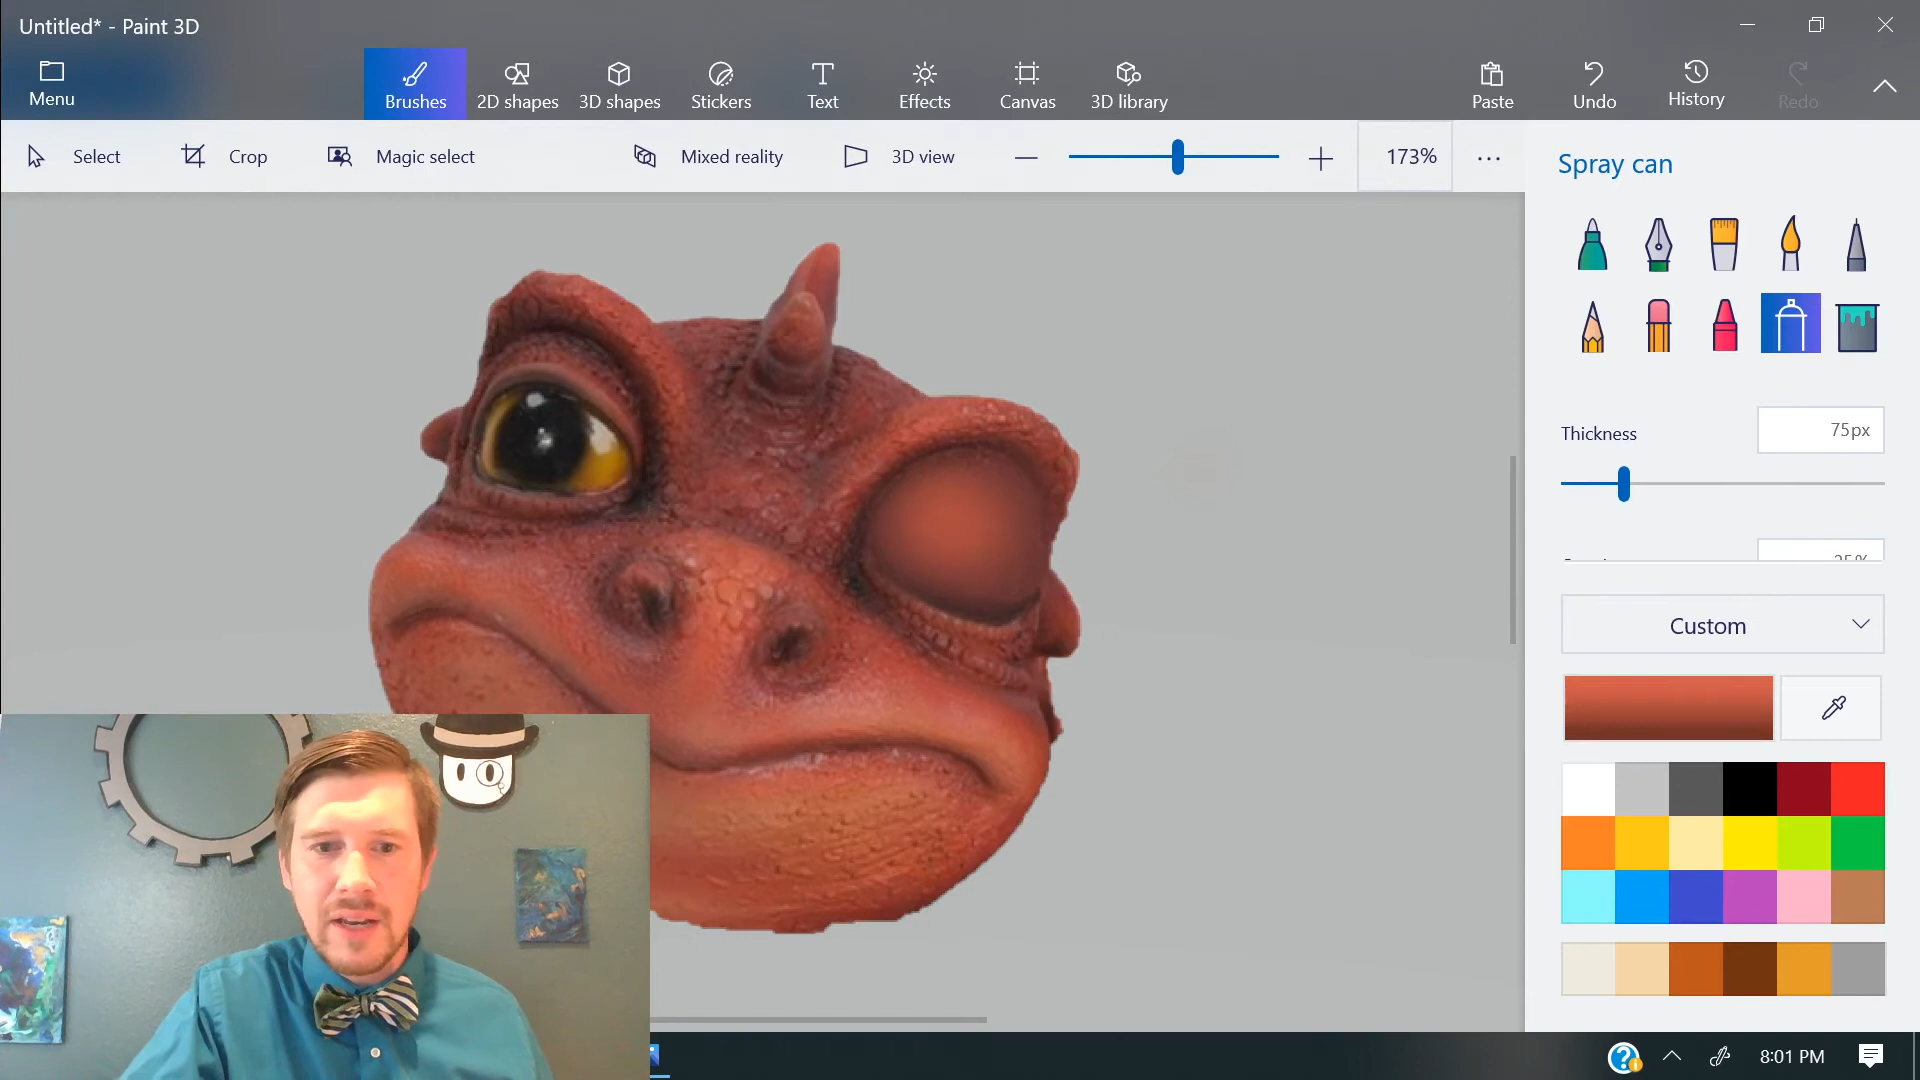 Untitled* - Paint 3D
Menu
Brushes
2D shapes
3D shapes
Stickers
Text
Effects
Canvas
3D library
Paste
Undo
History
Redo
Select
Crop
Magic select
Mixed reality
3D view
173%
Spray can
Thickness
75px
Custom
8:01 PM